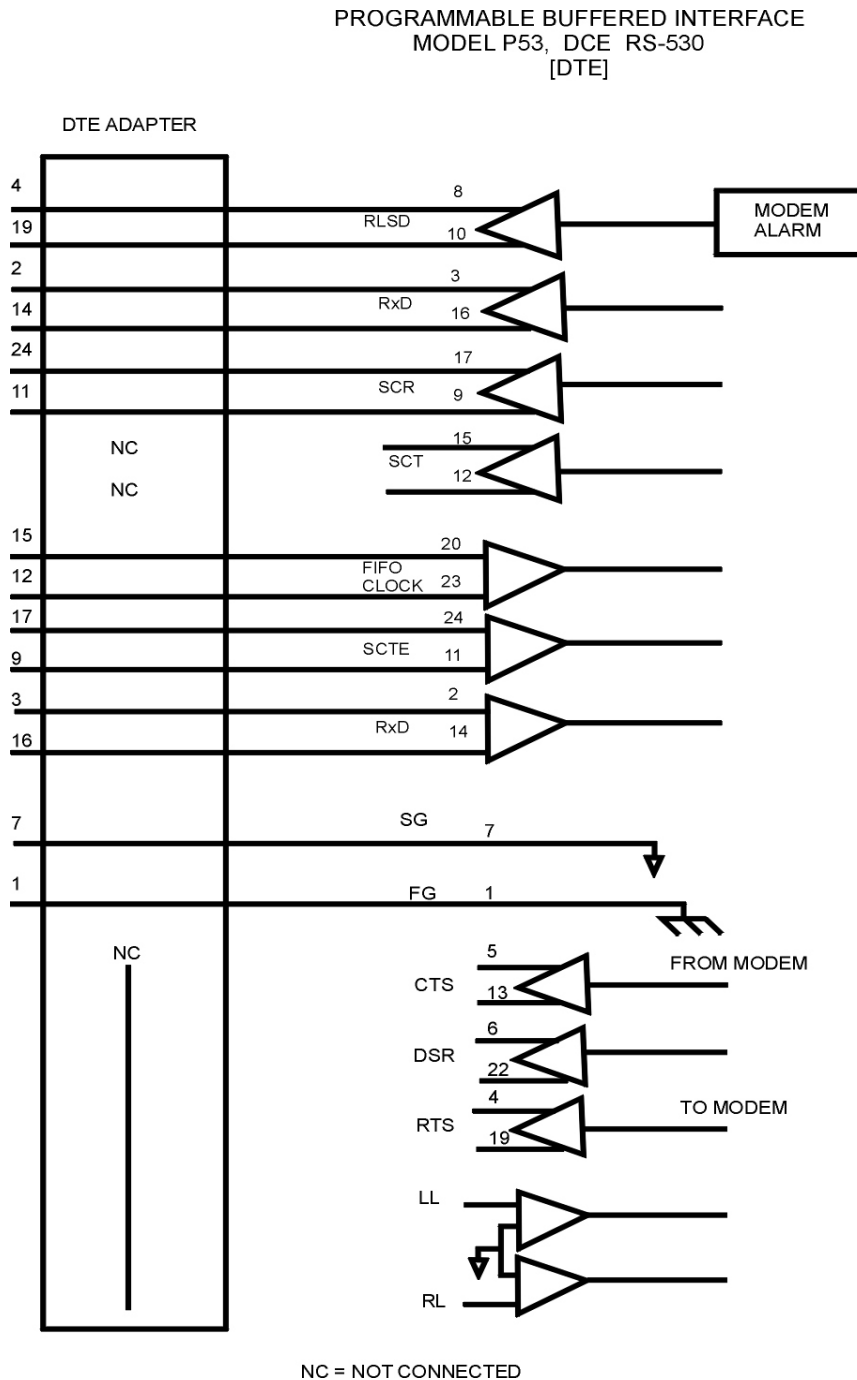 PROGRAMMABLE BUFFERED INTERFACE
MODEL P53, DCE RS-530
[DTE]
DTE ADAPTER
4
8
RLSD
19
10
MODEM
ALARM
2
3
RxD
14
16
24
17
SCR
11
9
NC
15
SCT
12
NC
15
20
FIFO
CLOCK
12
23
17
24
SCTE
9
11
3
2
RxD
14
16
7
SG
7
1
FG
1
NC
5
FROM MODEM
CTS
13
6
DSR
22
4
TO MODEM
RTS
19
LL
RL
NC = NOT CONNECTED